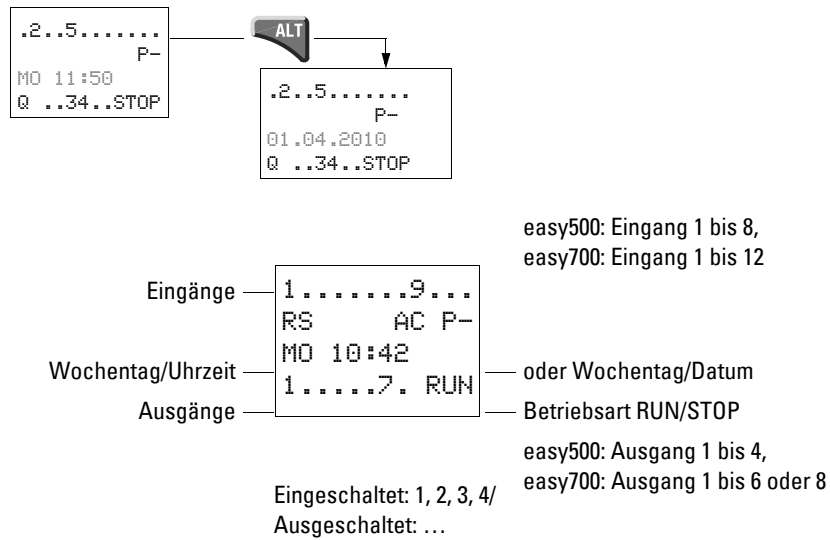 .2..5.......
P-
MO 11:50
Q ..34..STOP
ALT
.2..5.......
P-
01.04.2010
Q ..34..STOP
easy500: Eingang 1 bis 8,
easy700: Eingang 1 bis 12
Eingänge
1.......9...
RS AC P-
MO 10:42
1.....7. RUN
Wochentag/Uhrzeit
oder Wochentag/Datum
Ausgänge
Betriebsart RUN/STOP
easy500: Ausgang 1 bis 4,
easy700: Ausgang 1 bis 6 oder 8
Eingeschaltet: 1, 2, 3, 4/
Ausgeschaltet: …